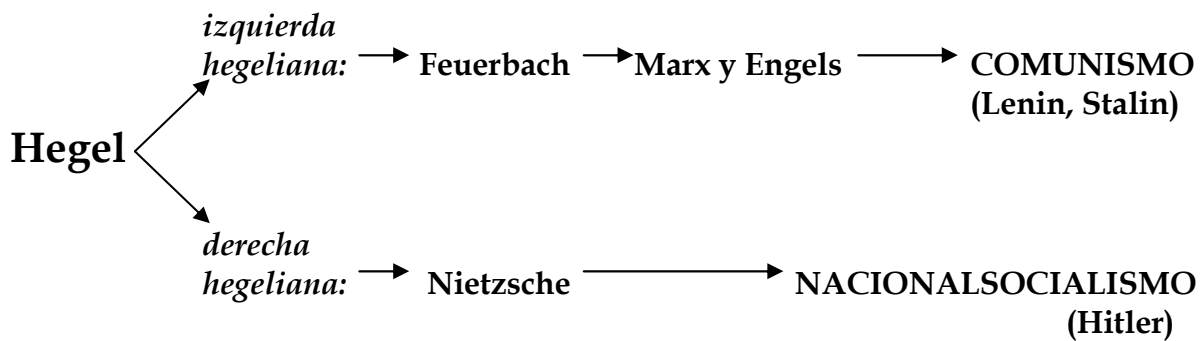 izquierda
hegeliana: Feuerbach Marx y Engels COMUNISMO
(Lenin, Stalin)
Hegel
derecha
hegeliana: Nietzsche NACIONALSOCIALISMO
(Hitler)